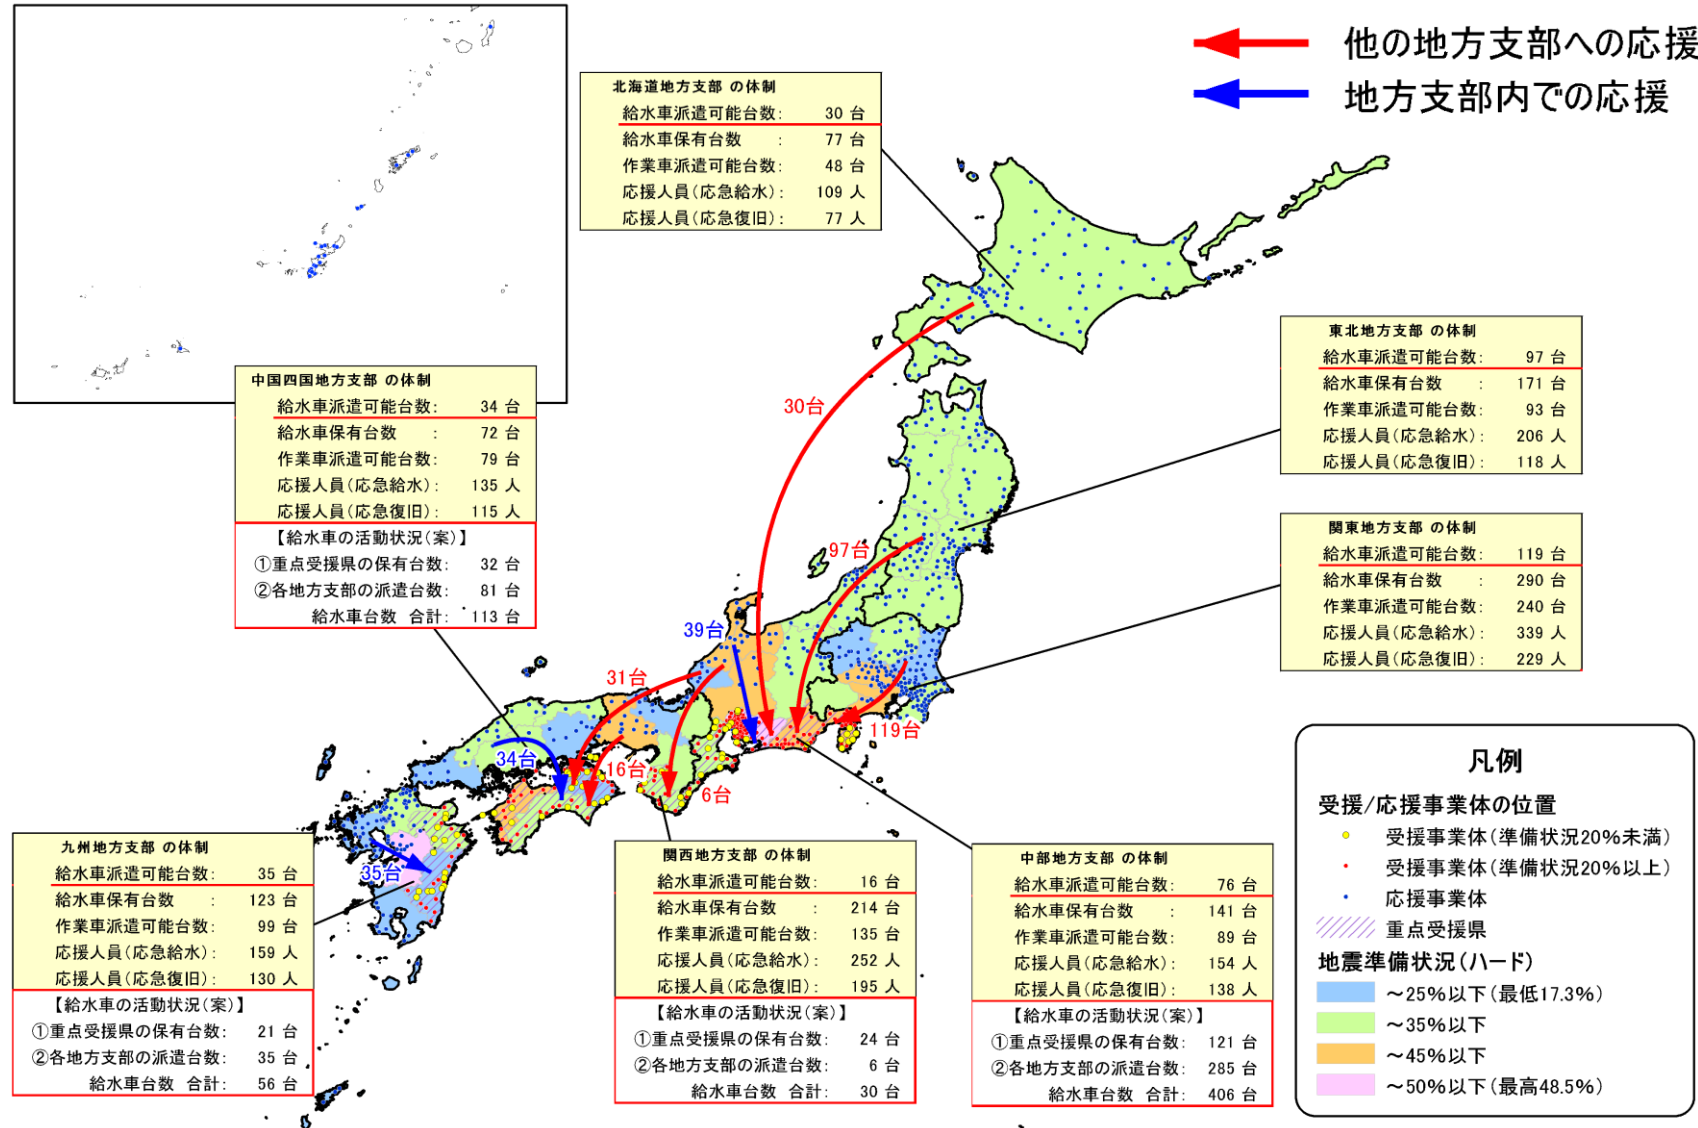 他の地方支部への応援
地方支部内での応援
北海道地方支部 の体制
給水車派遣可能台数: 30 台
給水車保有台数 : 77 台
作業車派遣可能台数: 48 台
応援人員(応急給水): 109 人
応援人員(応急復旧): 77 人
東北地方支部 の体制
給水車派遣可能台数: 97 台
給水車保有台数 : 171 台
作業車派遣可能台数: 93 台
応援人員(応急給水): 206 人
応援人員(応急復旧): 118 人
中国四国地方支部 の体制
給水車派遣可能台数: 34 台
給水車保有台数 : 72 台
作業車派遣可能台数: 79 台
応援人員(応急給水): 135 人
応援人員(応急復旧): 115 人
【給水車の活動状況(案)】
①重点受援県の保有台数: 32 台
②各地方支部の派遣台数: 81 台
給水車台数 合計: 113 台
関東地方支部 の体制
給水車派遣可能台数: 119 台
給水車保有台数 : 290 台
作業車派遣可能台数: 240 台
応援人員(応急給水): 339 人
応援人員(応急復旧): 229 人
30台
97台
39台
31台
119台
34台
16台
6台
35台
九州地方支部 の体制
給水車派遣可能台数: 35 台
給水車保有台数 : 123 台
作業車派遣可能台数: 99 台
応援人員(応急給水): 159 人
応援人員(応急復旧): 130 人
【給水車の活動状況(案)】
①重点受援県の保有台数: 21 台
②各地方支部の派遣台数: 35 台
給水車台数 合計: 56 台
関西地方支部 の体制
給水車派遣可能台数: 16 台
給水車保有台数 : 214 台
作業車派遣可能台数: 135 台
応援人員(応急給水): 252 人
応援人員(応急復旧): 195 人
【給水車の活動状況(案)】
①重点受援県の保有台数: 24 台
②各地方支部の派遣台数: 6 台
給水車台数 合計: 30 台
中部地方支部 の体制
給水車派遣可能台数: 76 台
給水車保有台数 : 141 台
作業車派遣可能台数: 89 台
応援人員(応急給水): 154 人
応援人員(応急復旧): 138 人
【給水車の活動状況(案)】
①重点受援県の保有台数: 121 台
②各地方支部の派遣台数: 285 台
給水車台数 合計: 406 台
凡例
受援/応援事業体の位置
受援事業体(準備状況20%未満)
受援事業体(準備状況20%以上)
応援事業体
重点受援県
地震準備状況(ハード)
～25%以下(最低17.3%)
～35%以下
～45%以下
～50%以下(最高48.5%)